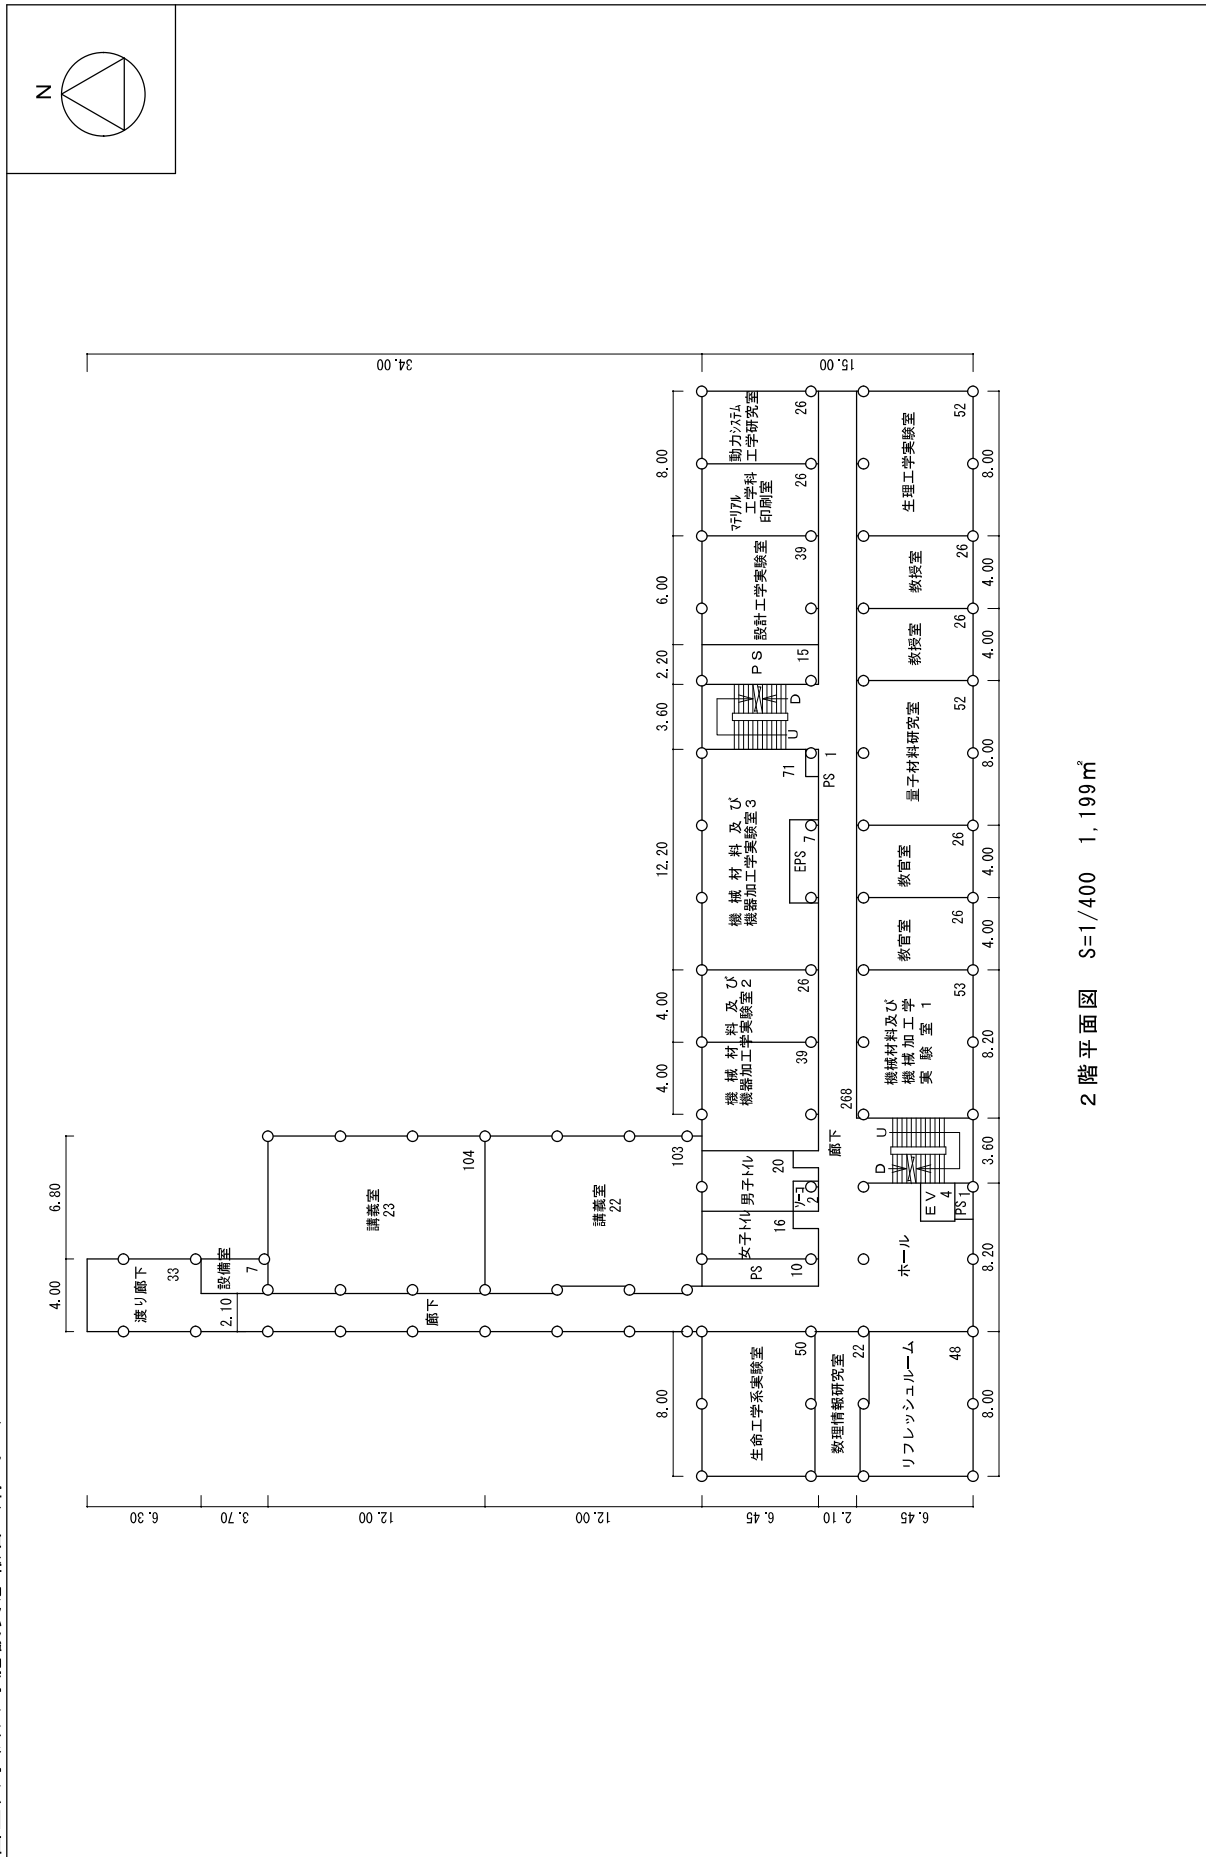 N
34.00
15.00
8.00
6.00
2.20
3.60
12.20
4.00
4.00
6.80
4.00
8.00
動力システム
工学研究室
26
マテリアル
工学科
印刷室
26
設計工学実験室
39
PS
15
U
D
機械材料及び
機器加工学実験室3
71
PS 1
EPS
7
機械材料及び
機器加工学実験室2
26
39
男子トイレ
20
ソーコ
2
女子トイレ
16
PS
10
廊下
268
講義室
22
103
講義室
23
104
設備室
7
渡り廊下
33
2.10
廊下
生理工学実験室
52
教授室
26
教授室
26
量子材料研究室
52
教官室
26
教官室
26
機械材料及び
機械加工学
実験室1
53
D
U
EV
4
PS1
ホール
生命工学系実験室
50
数理情報研究室
22
リフレッシュルーム
48
8.00
4.00
4.00
8.00
4.00
4.00
8.20
3.60
8.20
8.00
6.30
3.70
12.00
12.00
6.45
2.10
6.45
2階平面図 S=1/400 1,199㎡